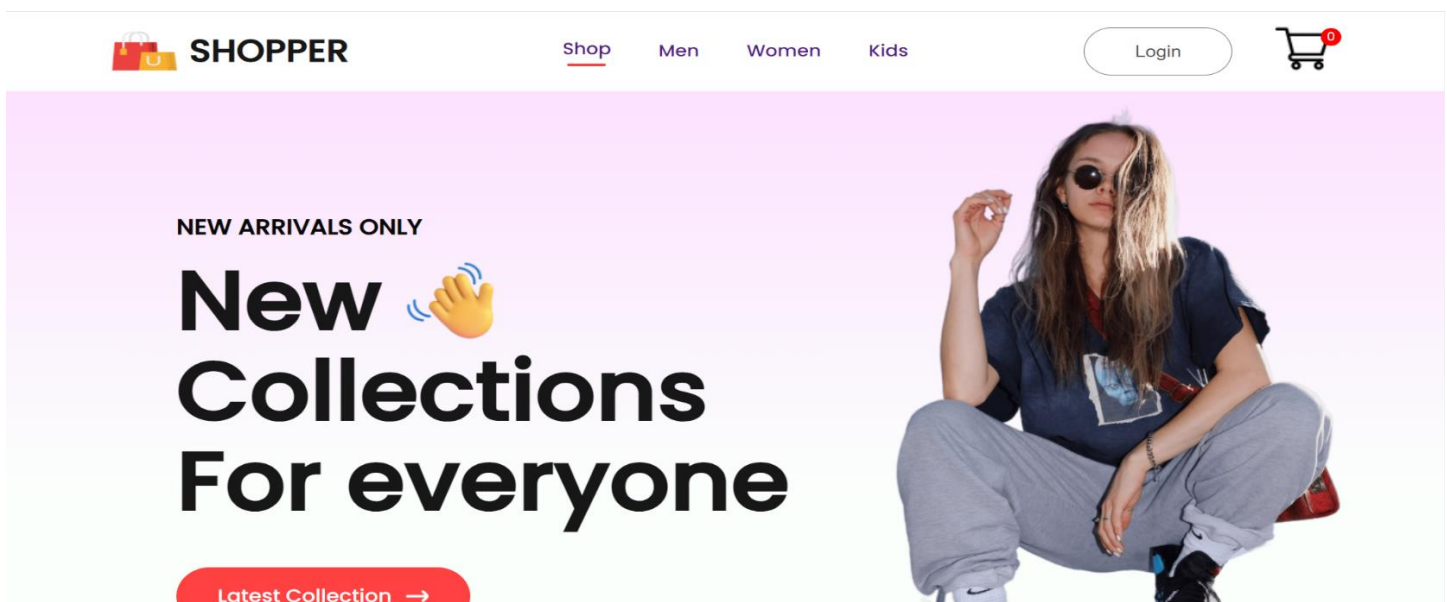 SHOPPER
Shop Men Women Kids
Login
0
NEW ARRIVALS ONLY
New
Collections
For everyone
Latest Collection →